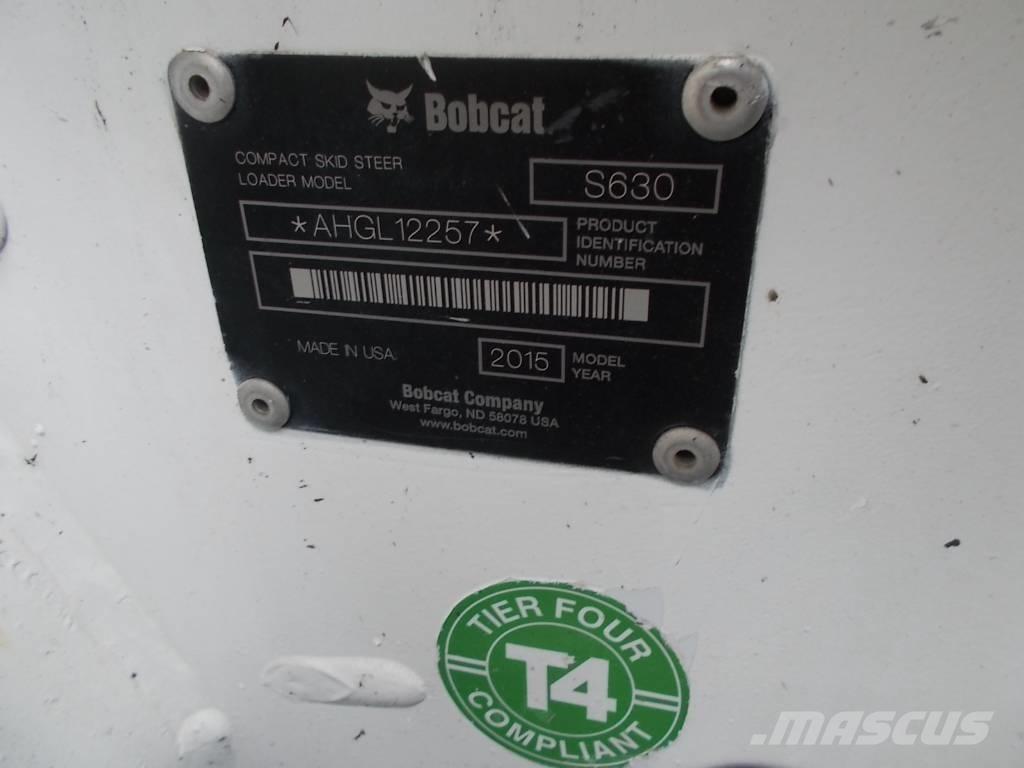 Bobcat
COMPACT SKID STEER
LOADER MODEL
S630
*AHGL12257*
PRODUCT
IDENTIFICATION
NUMBER
MADE IN USA
2015
MODEL
YEAR
Bobcat Company
West Fargo, ND 58078 USA
www.bobcat.com
TIER FOUR
T4
COMPLIANT
MASCUS